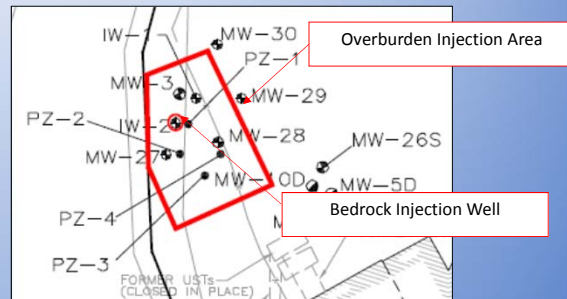 IW-1
MW-30
Overburden Injection Area
PZ-1
MW-3
MW-29
PZ-2
IW-2
MW-28
MW-27
MW-26S
MW-10D
MW-5D
Bedrock Injection Well
PZ-4
PZ-3
FORMER USTs
(CLOSED IN PLACE)